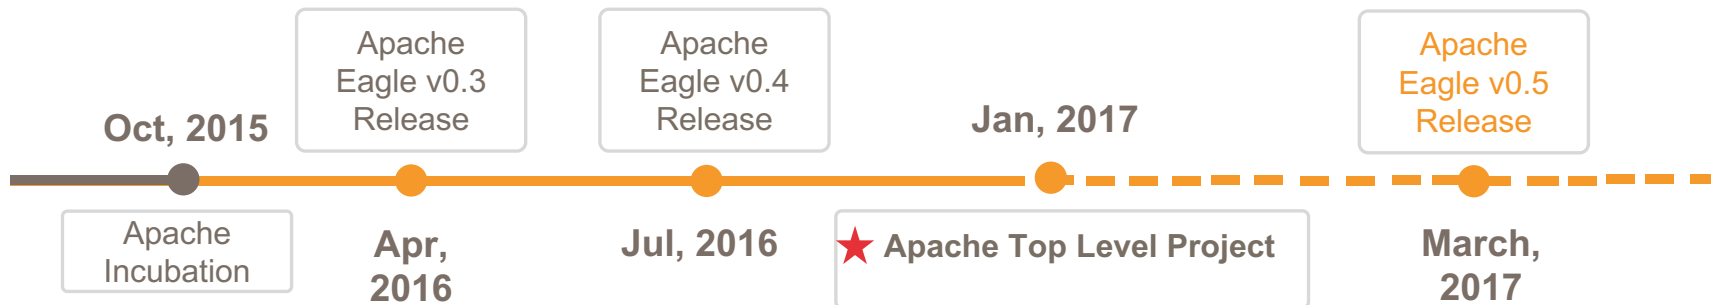 Oct, 2015
Apache
Incubation
Apache
Eagle v0.3
Release
Apr,
2016
Apache
Eagle v0.4
Release
Jul, 2016
Jan, 2017
Apache Top Level Project
Apache
Eagle v0.5
Release
March,
2017